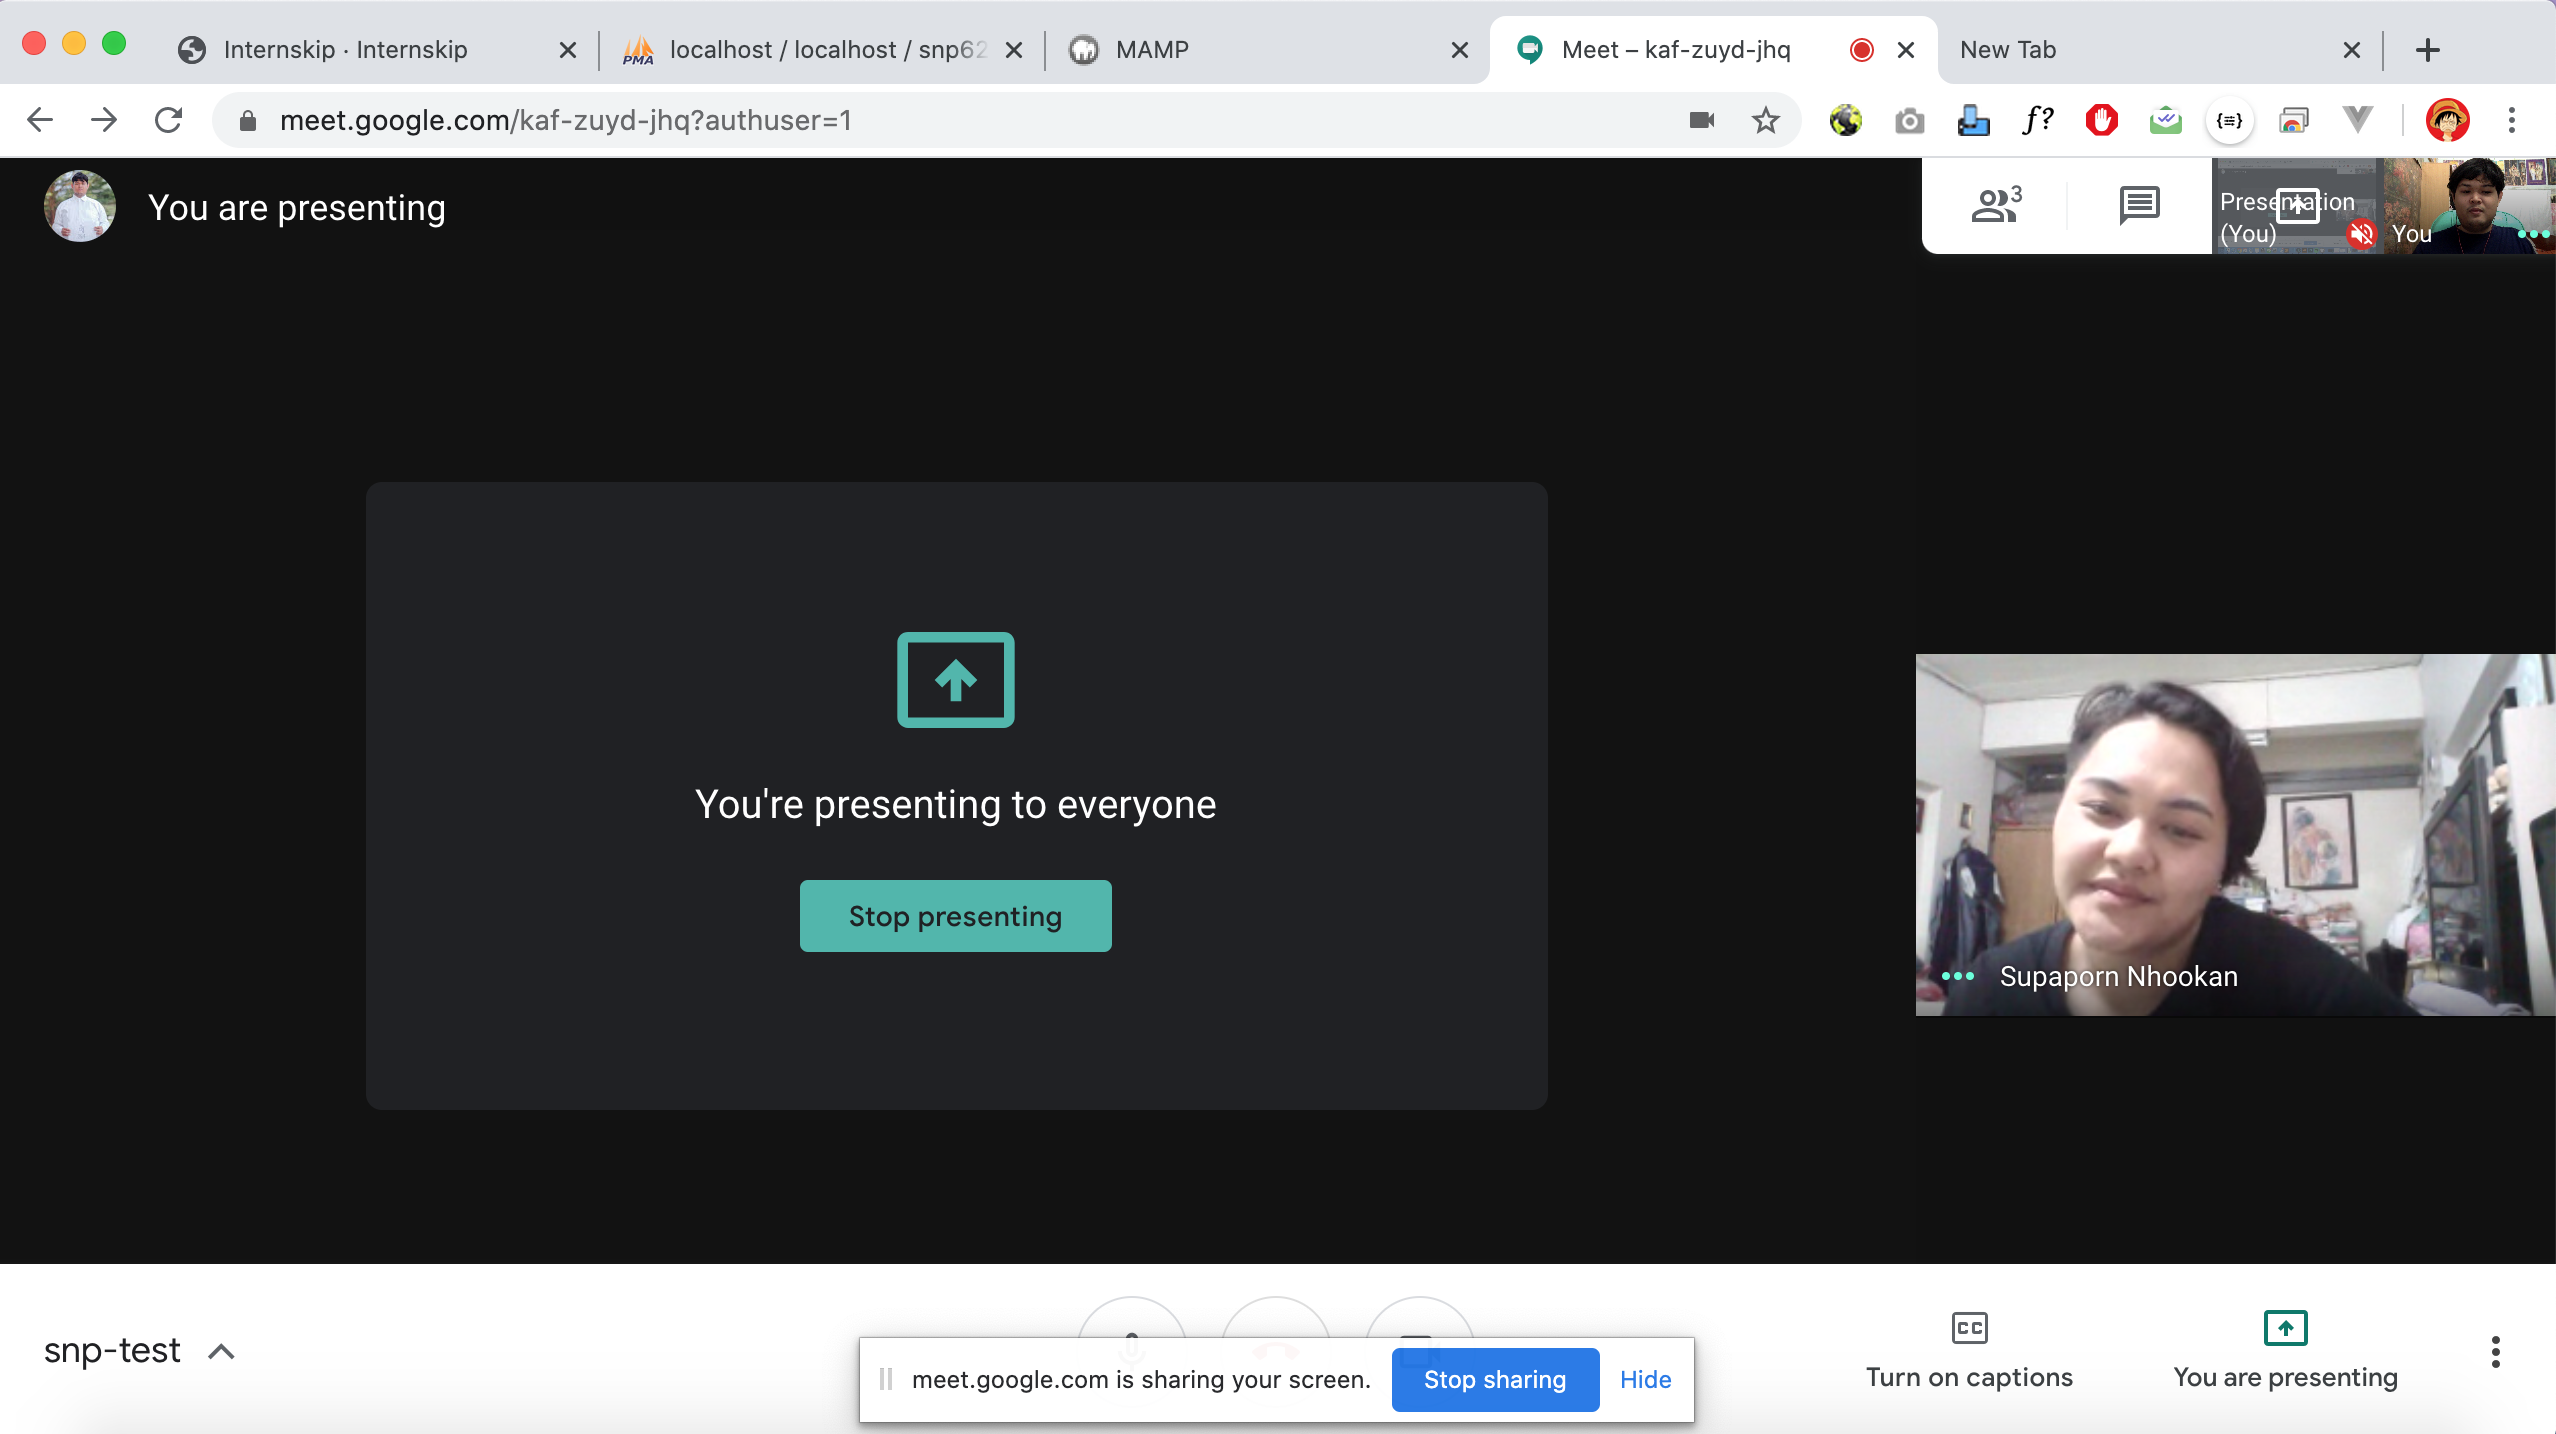 Internskip · Internskip
PMA
localhost / localhost / snp62
MAMP
Meet – kaf-zuyd-jhq
New Tab
meet.google.com/kaf-zuyd-jhq?authuser=1
f?
You are presenting
3
Presentation
(You)
You
You're presenting to everyone
Stop presenting
Supaporn Nhookan
snp-test
meet.google.com is sharing your screen.
Stop sharing
Hide
CC
Turn on captions
You are presenting